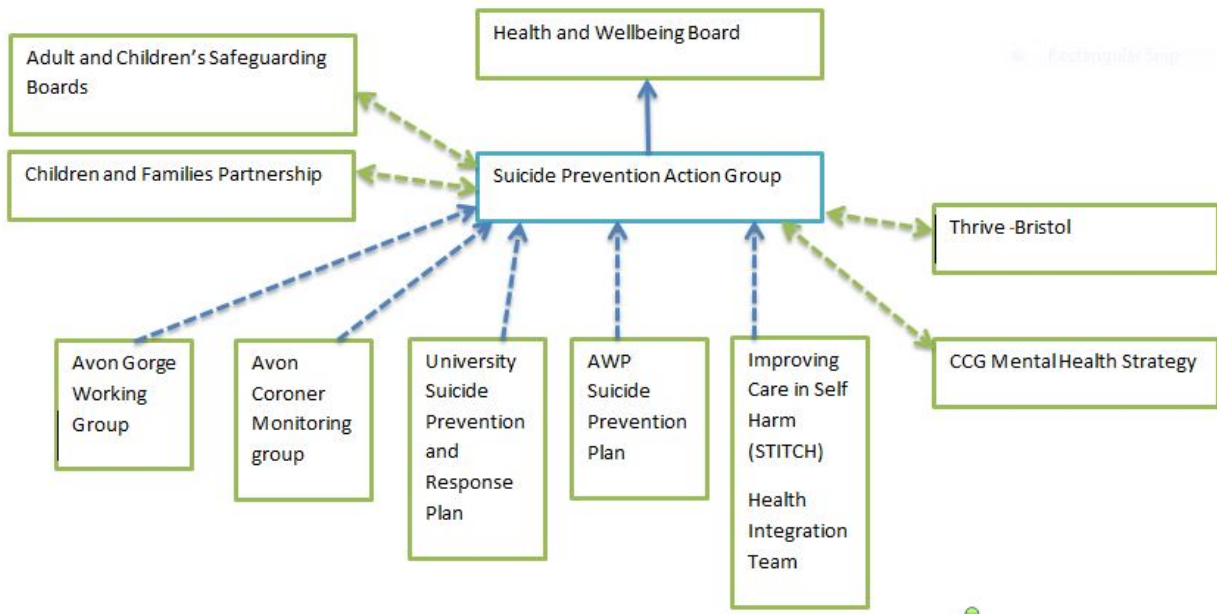 Health and Wellbeing Board
Adult and Children's Safeguarding
Boards
Rectangular Snip
Children and Families Partnership
Suicide Prevention Action Group
Thrive -Bristol
CCG Mental Health Strategy
Avon Gorge
Working
Group
Avon
Coroner
Monitoring
group
University
Suicide
Prevention
and
Response
Plan
AWP
Suicide
Prevention
Plan
Improving
Care in Self
Harm
(STITCH)
Health
Integration
Team